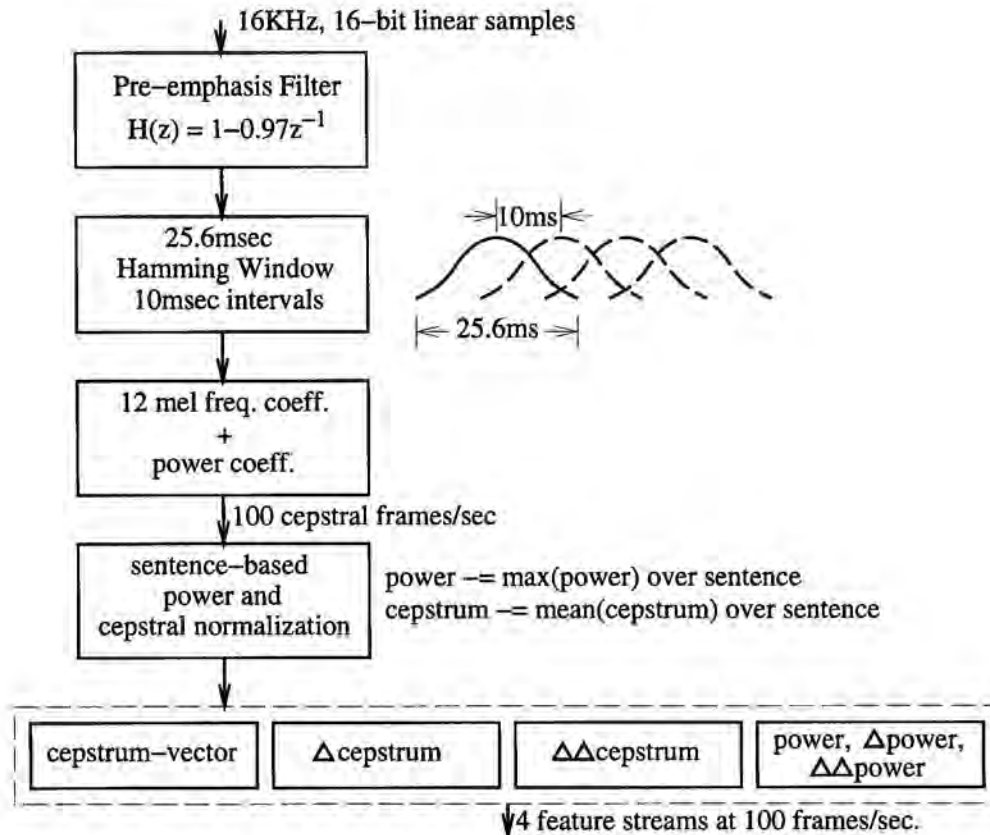 16KHz, 16–bit linear samples
Pre–emphasis Filter
H(z) = 1–0.97z⁻¹
25.6msec
Hamming Window
10msec intervals
10ms
25.6ms
12 mel freq. coeff.
+
power coeff.
100 cepstral frames/sec
sentence–based
power and
cepstral normalization
power –= max(power) over sentence
cepstrum –= mean(cepstrum) over sentence
cepstrum–vector
Δcepstrum
ΔΔcepstrum
power, Δpower,
ΔΔpower
4 feature streams at 100 frames/sec.